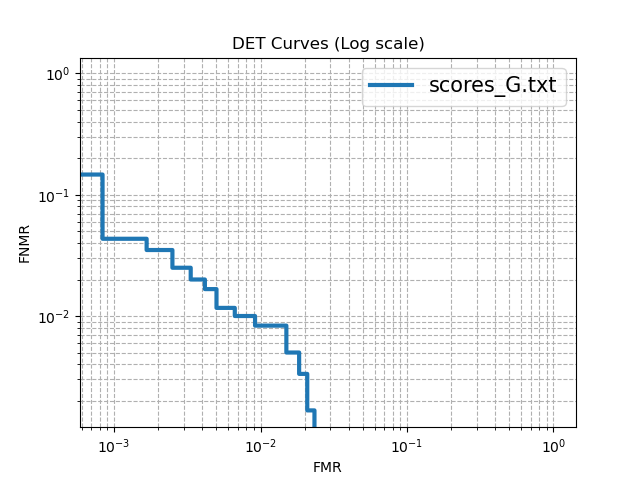 DET Curves (Log scale)
scores_G.txt
10⁰
10⁻¹
10⁻²
FNMR
10⁻³ 10⁻² 10⁻¹ 10⁰
FMR